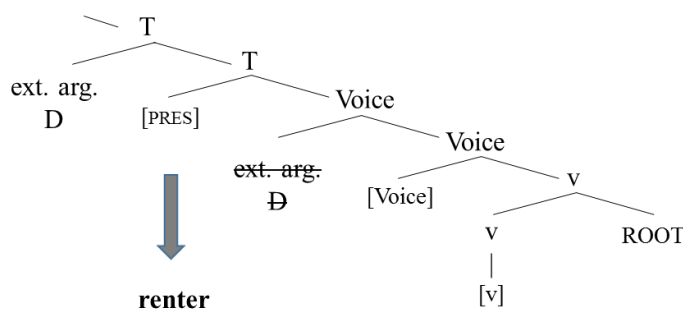 T
ext. arg.
D
T
[PRES]
Voice
ext. arg.
D
Voice
[Voice]
v
v
ROOT
[v]
renter